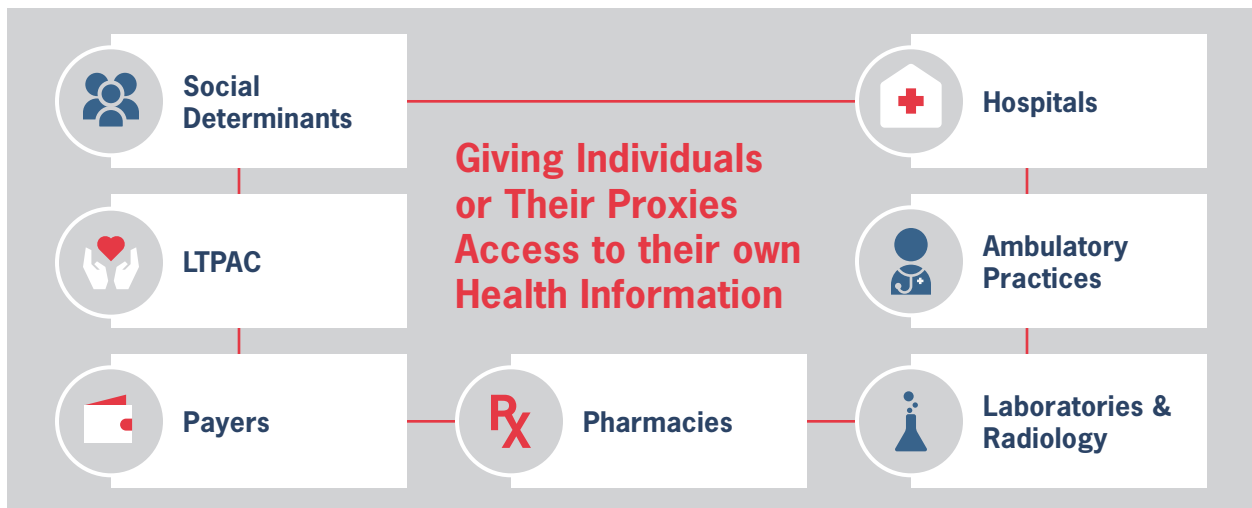 Social
Determinants
Hospitals
Giving Individuals
or Their Proxies
Access to their own
Health Information
LTPAC
Ambulatory
Practices
Payers
Rx
Pharmacies
Laboratories &
Radiology